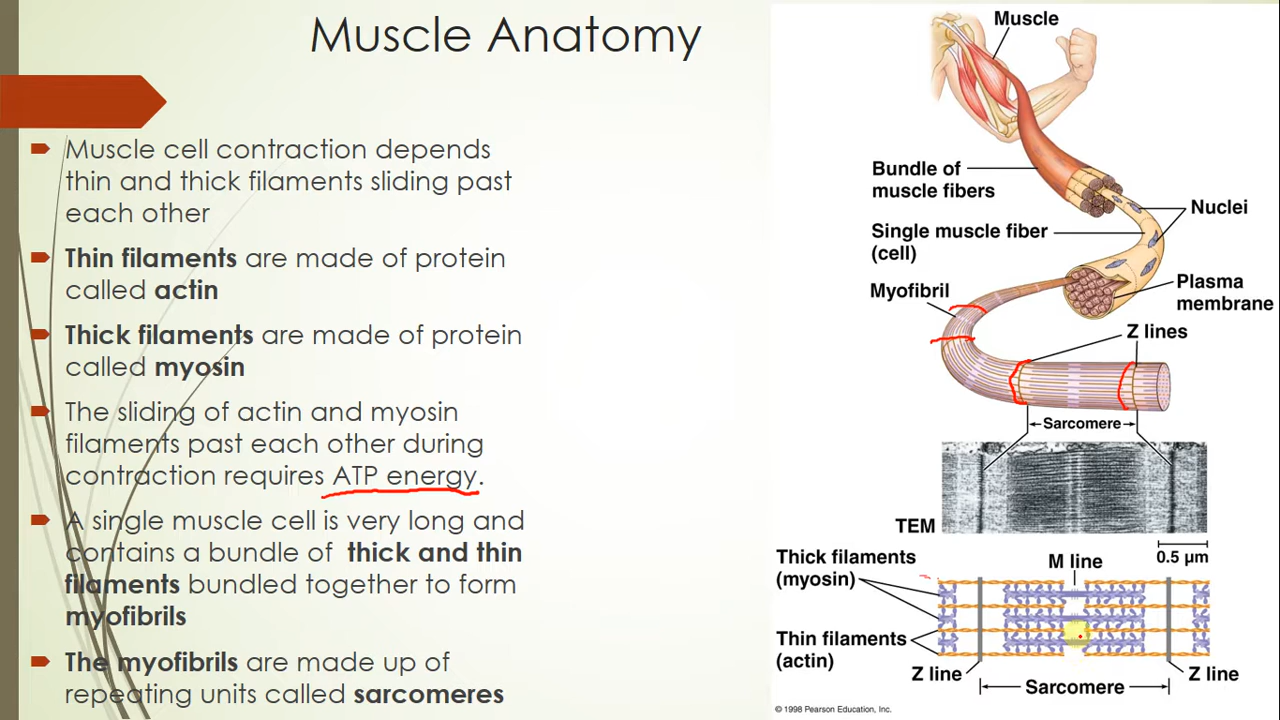 Muscle Anatomy
Muscle cell contraction depends
thin and thick filaments sliding past
each other
Thin filaments are made of protein
called actin
Thick filaments are made of protein
called myosin
The sliding of actin and myosin
filaments past each other during
contraction requires ATP energy.
A single muscle cell is very long and
contains a bundle of thick and thin
filaments bundled together to form
myofibrils
The myofibrils are made up of
repeating units called sarcomeres
Muscle
Bundle of
muscle fibers
Nuclei
Single muscle fiber
(cell)
Plasma
membrane
Myofibril
Z lines
Sarcomere
TEM
0.5 µm
Thick filaments
(myosin)
M line
Thin filaments
(actin)
Z line
Z line
Sarcomere
© 1998 Pearson Education, Inc.